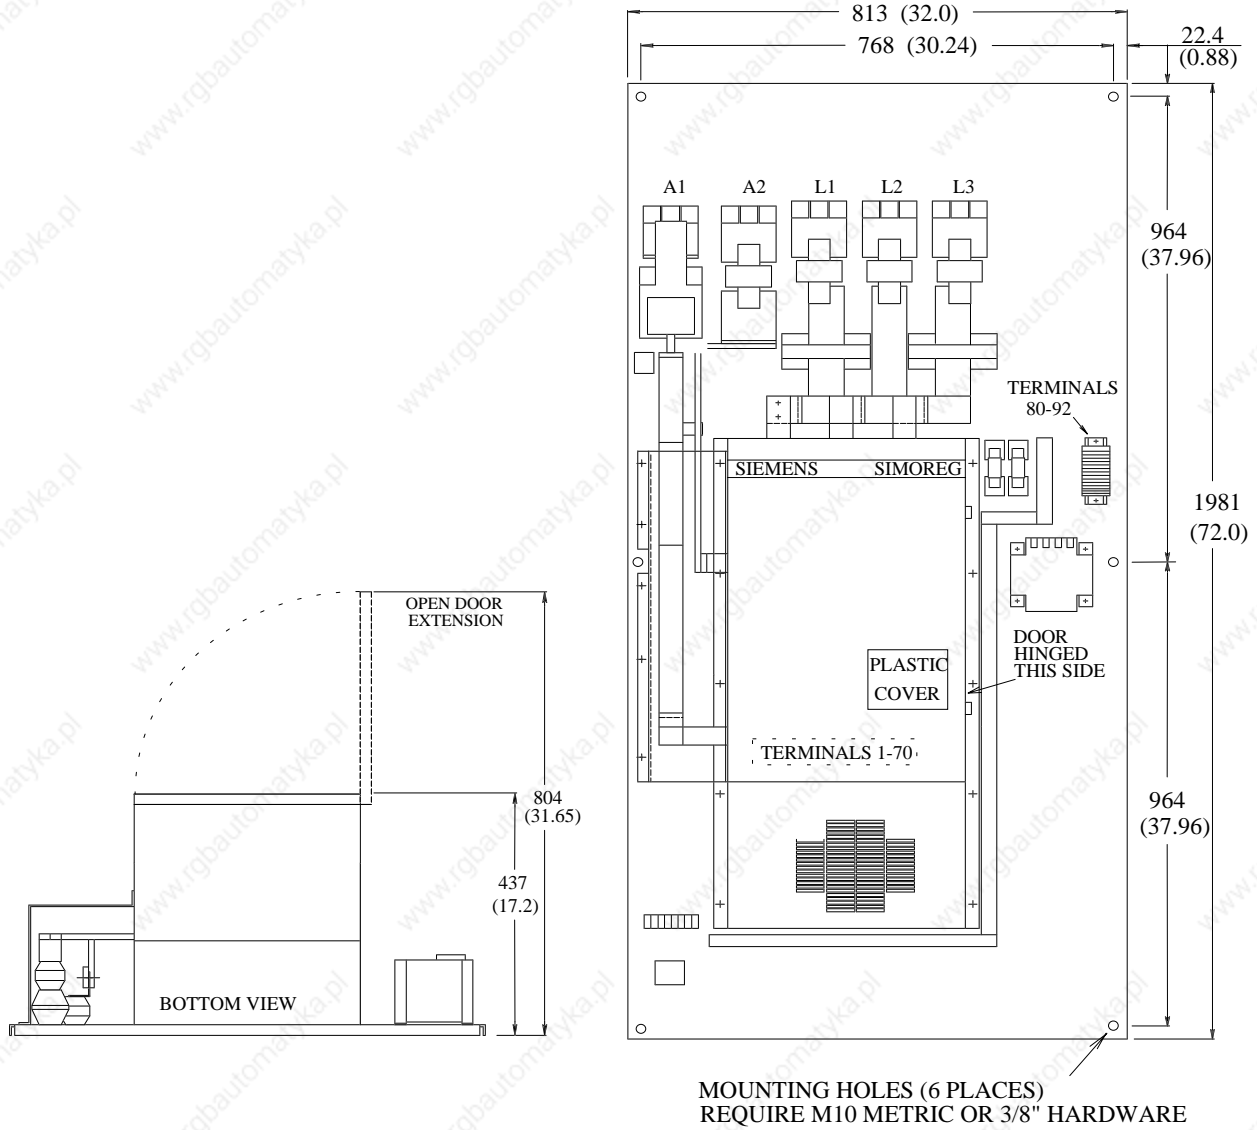 813 (32.0)
768 (30.24)
22.4
(0.88)
A1 A2 L1 L2 L3
964
(37.96)
TERMINALS
80-92
SIEMENS SIMOREG
1981
(72.0)
OPEN DOOR
EXTENSION
DOOR
HINGED
THIS SIDE
PLASTIC
COVER
TERMINALS 1-70
804
(31.65)
964
(37.96)
437
(17.2)
BOTTOM VIEW
MOUNTING HOLES (6 PLACES)
REQUIRE M10 METRIC OR 3/8" HARDWARE
www.rgbautomatyka.pl